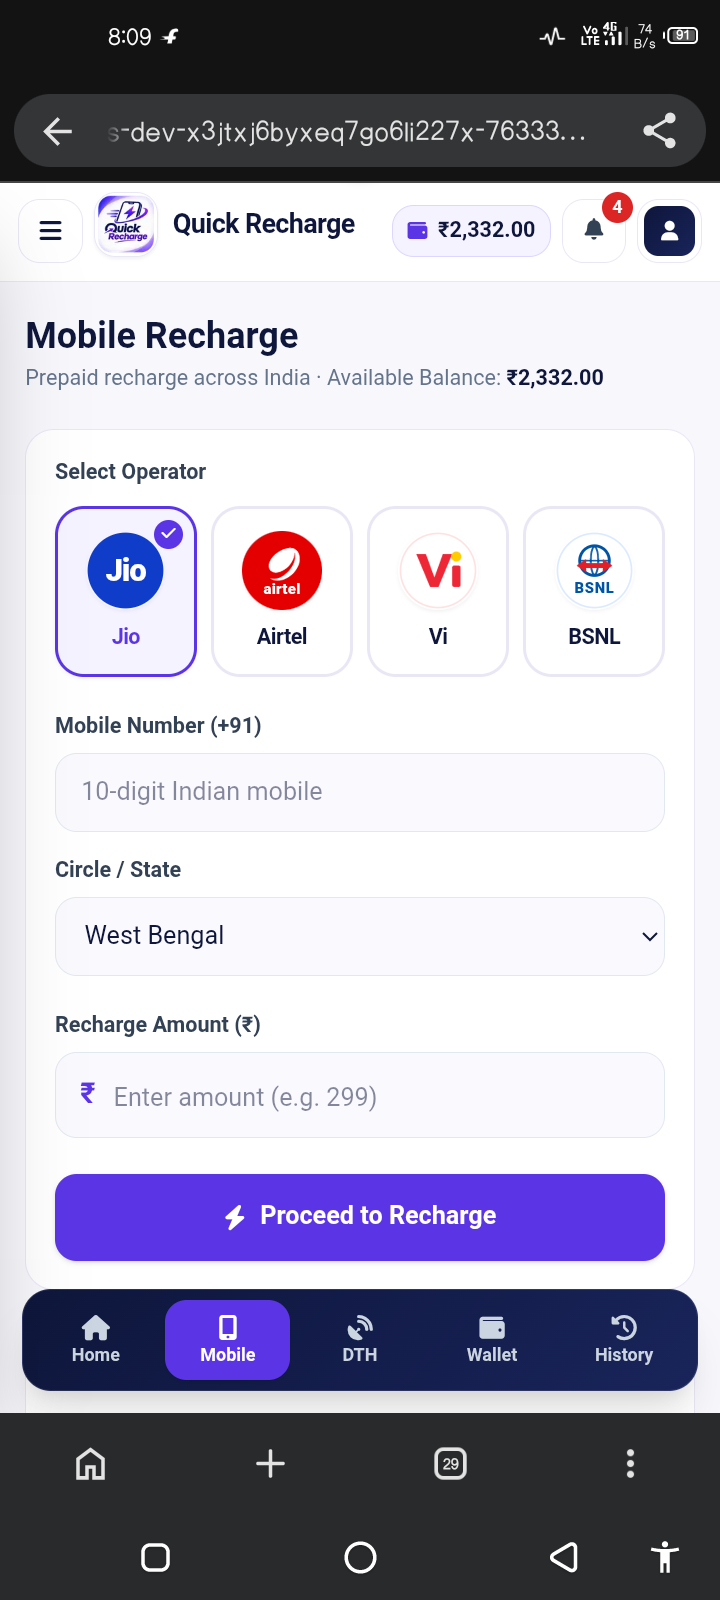 8:09
Vo LTE 4G 74 B/s 91
s-dev-x3jtxj6byxeq7go6li227x-76333...
Quick Recharge
Quick Recharge
₹2,332.00
4
Mobile Recharge
Prepaid recharge across India · Available Balance: ₹2,332.00
Select Operator
Jio airtel Vi BSNL
Jio Airtel Vi BSNL
Mobile Number (+91)
10-digit Indian mobile
Circle / State
West Bengal
Recharge Amount (₹)
₹ Enter amount (e.g. 299)
Proceed to Recharge
Home Mobile DTH Wallet History
29